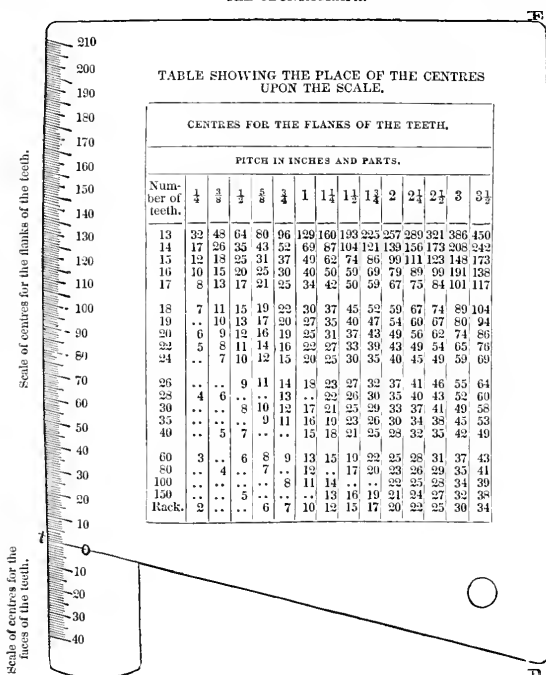 F
210
200
190
180
170
160
150
140
130
120
110
100
90
80
70
60
50
40
30
20
10
t
0
10
20
30
40
Scale of centres for the flanks of the teeth.
Scale of centres for the
faces of the teeth.
TABLE SHOWING THE PLACE OF THE CENTRES
UPON THE SCALE.
CENTRES FOR THE FLANKS OF THE TEETH.
PITCH IN INCHES AND PARTS.
Num-
ber of
teeth. 1/4 3/8 1/2 5/8 3/4 1 1 1/4 1 1/2 1 3/4 2 2 1/4 2 1/2 3 3 1/2
13 32 48 64 80 96 129 160 193 225 257 289 321 386 450
14 17 26 35 43 52 69 87 104 121 139 156 173 208 242
15 12 18 25 31 37 49 62 74 86 99 111 123 148 173
16 10 15 20 25 30 40 50 59 69 79 89 99 191 138
17 8 13 17 21 25 34 42 50 59 67 75 84 101 117
18 7 11 15 19 22 30 37 45 52 59 67 74 89 104
19 .. 10 13 17 20 27 35 40 47 54 60 67 80 94
20 6 9 12 16 19 25 31 37 43 49 56 62 74 86
22 5 8 11 14 16 22 27 33 39 43 49 54 65 76
24 .. 7 10 12 15 20 25 30 35 40 45 49 59 69
26 .. .. 9 11 14 18 23 27 32 37 41 46 55 64
28 4 6 .. .. 13 .. 22 26 30 35 40 43 52 60
30 .. .. 8 10 12 17 21 25 29 33 37 41 49 58
35 .. .. .. 9 11 16 19 23 26 30 34 38 45 53
40 .. 5 7 .. .. 15 18 21 25 28 32 35 42 49
60 3 .. 6 8 9 13 15 19 22 25 28 31 37 43
80 .. 4 .. 7 .. 12 .. 17 20 23 26 29 35 41
100 .. .. .. .. 8 11 14 .. .. 22 25 28 34 39
150 .. .. 5 .. .. .. 13 16 19 21 24 27 32 38
Rack. 2 .. .. 6 7 10 12 15 17 20 22 25 30 34